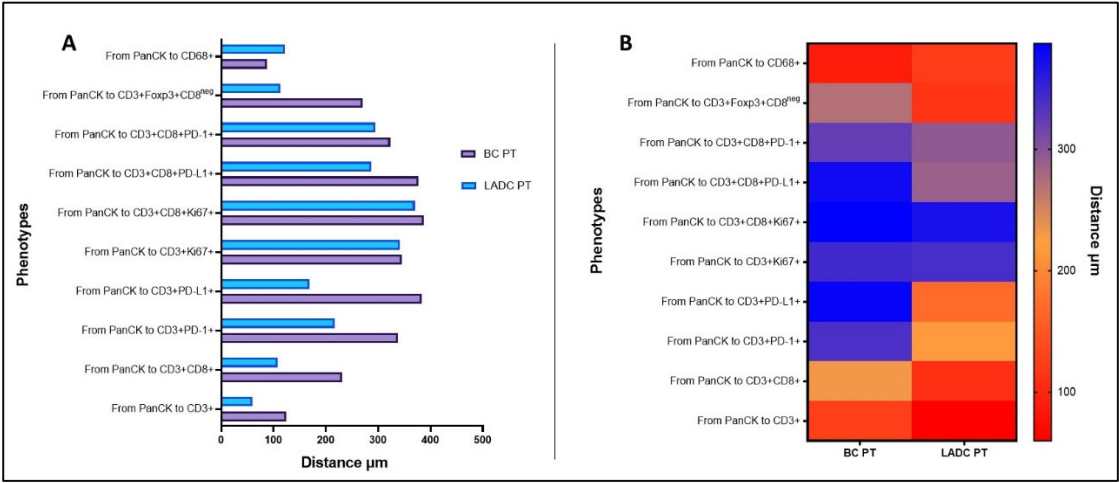 A
Phenotypes
From PanCK to CD68+
From PanCK to CD3+Foxp3+CD8neg
From PanCK to CD3+CD8+PD-1+
From PanCK to CD3+CD8+PD-L1+
From PanCK to CD3+CD8+Ki67+
From PanCK to CD3+Ki67+
From PanCK to CD3+PD-L1+
From PanCK to CD3+PD-1+
From PanCK to CD3+CD8+
From PanCK to CD3+
0 100 200 300 400 500
Distance µm
BC PT
LADC PT
B
Phenotypes
From PanCK to CD68+
From PanCK to CD3+Foxp3+CD8neg
From PanCK to CD3+CD8+PD-1+
From PanCK to CD3+CD8+PD-L1+
From PanCK to CD3+CD8+Ki67+
From PanCK to CD3+Ki67+
From PanCK to CD3+PD-L1+
From PanCK to CD3+PD-1+
From PanCK to CD3+CD8+
From PanCK to CD3+
BC PT LADC PT
300
200
100
Distance µm